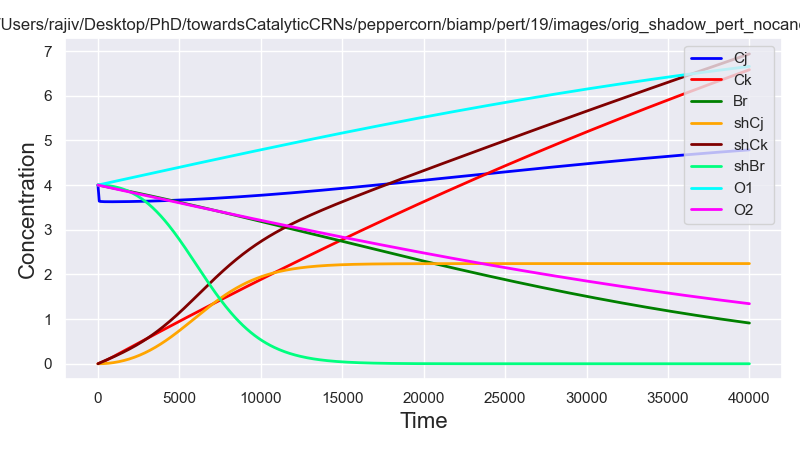 /Users/rajiv/Desktop/PhD/towardsCatalyticCRNs/peppercorn/biamp/pert/19/images/orig_shadow_pert_nocanc
Concentration
7
6
5
4
3
2
1
0
Cj
Ck
Br
shCj
shCk
shBr
O1
O2
0 5000 10000 15000 20000 25000 30000 35000 40000
Time